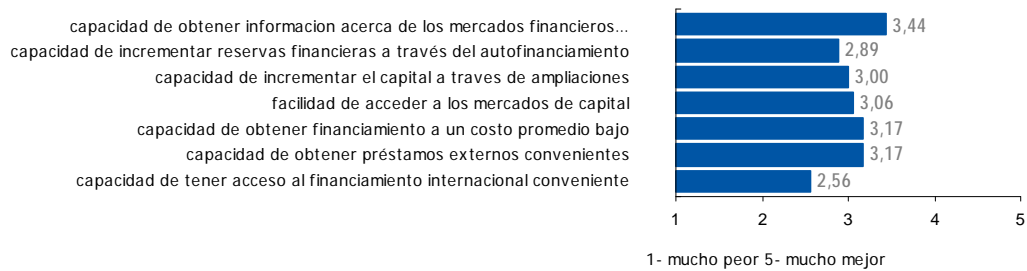 capacidad de obtener informacion acerca de los mercados financieros... 3,44
capacidad de incrementar reservas financieras a través del autofinanciamiento 2,89
capacidad de incrementar el capital a traves de ampliaciones 3,00
facilidad de acceder a los mercados de capital 3,06
capacidad de obtener financiamiento a un costo promedio bajo 3,17
capacidad de obtener préstamos externos convenientes 3,17
capacidad de tener acceso al financiamiento internacional conveniente 2,56
1 2 3 4 5
1- mucho peor 5- mucho mejor